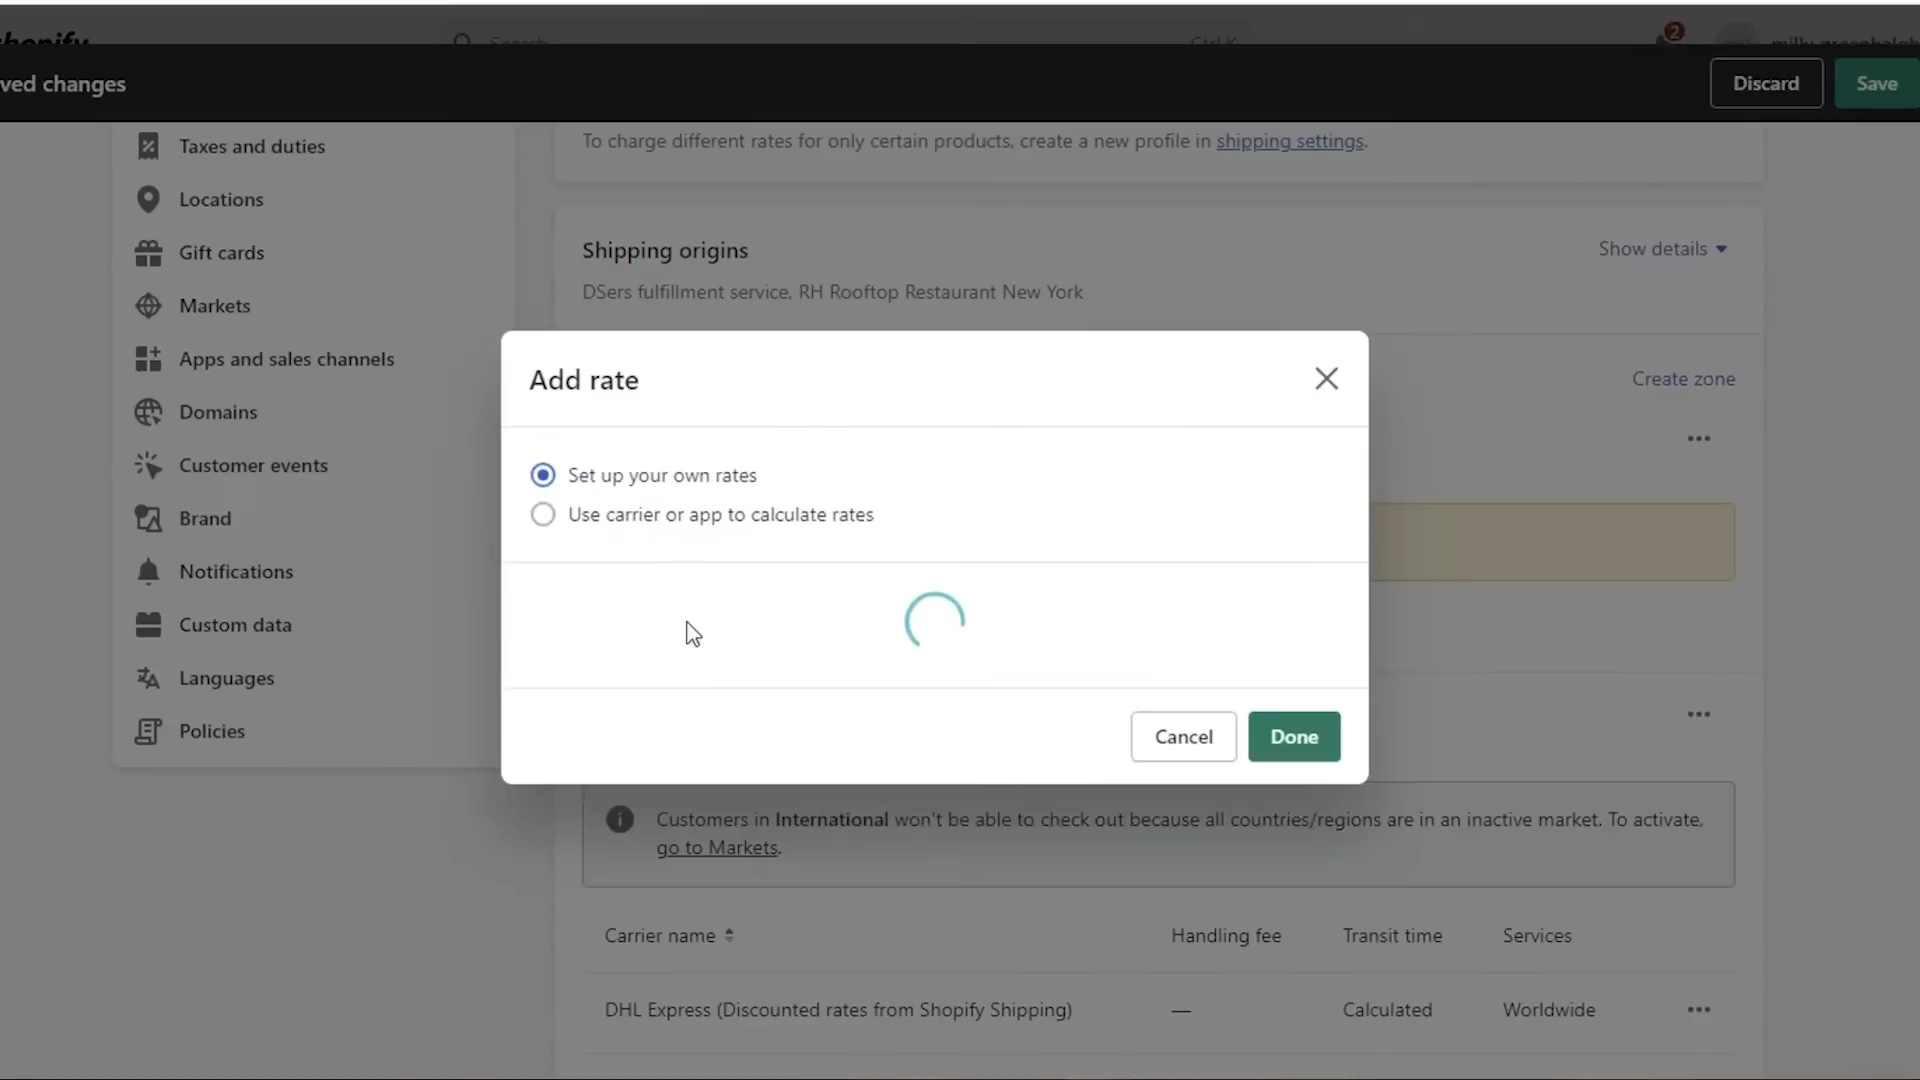 shopify
Search
Ctrl K
2
ved changes
Discard
Save
Taxes and duties
Locations
Gift cards
Markets
Apps and sales channels
Domains
Customer events
Brand
Notifications
Custom data
Languages
Policies
To charge different rates for only certain products, create a new profile in shipping settings.
Shipping origins
Show details
DSers fulfillment service, RH Rooftop Restaurant New York
Create zone
Add rate
Set up your own rates
Use carrier or app to calculate rates
Cancel
Done
Customers in International won't be able to check out because all countries/regions are in an inactive market. To activate,
go to Markets.
Carrier name
Handling fee
Transit time
Services
DHL Express (Discounted rates from Shopify Shipping)
—
Calculated
Worldwide